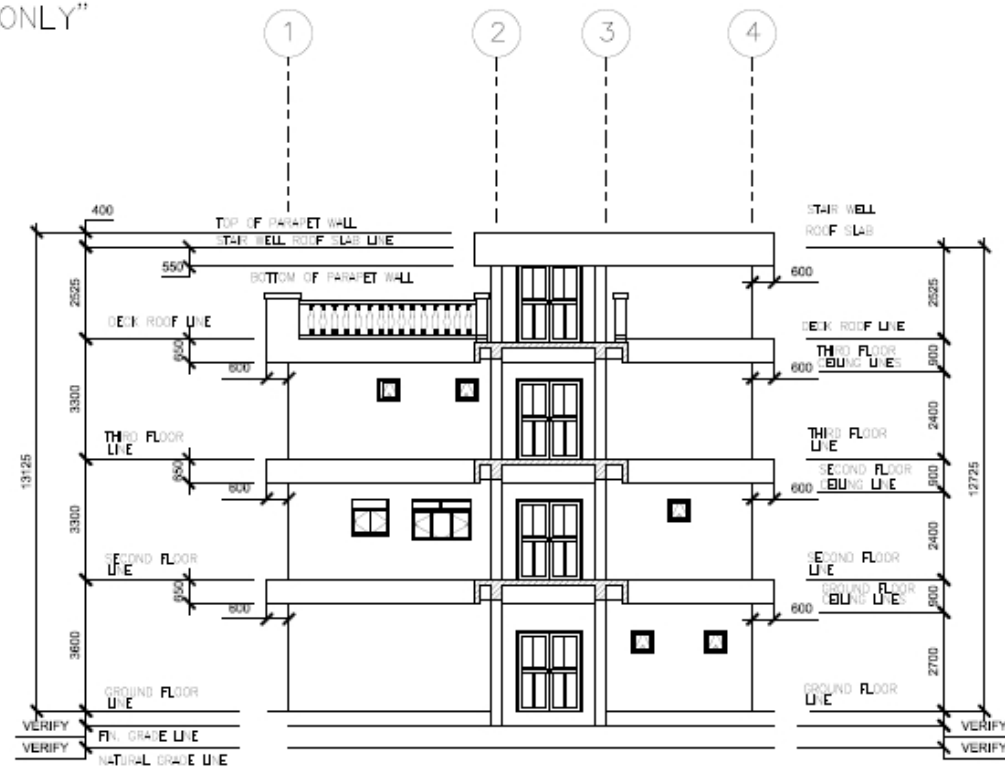 ONLY"
1 2 3 4
400
TOP OF PARAPET WALL
STAIR WELL ROOF SLAB LINE
STAIR WELL
ROOF SLAB
550
BOTTOM OF PARAPET WALL
600
2525
2525
DECK ROOF LINE
DECK ROOF LINE
650
THIRD FLOOR
CEILING LINES
900
600
600
3300
2400
THIRD FLOOR
LINE
THIRD FLOOR
LINE
13125
12725
650
SECOND FLOOR
CEILING LINE
900
600
600
3300
2400
SECOND FLOOR
LINE
SECOND FLOOR
LINE
650
GROUND FLOOR
CEILING LINES
900
600
600
3600
2700
GROUND FLOOR
LINE
GROUND FLOOR
LINE
VERIFY
VERIFY
FIN. GRADE LINE
VERIFY
VERIFY
NATURAL GRADE LINE